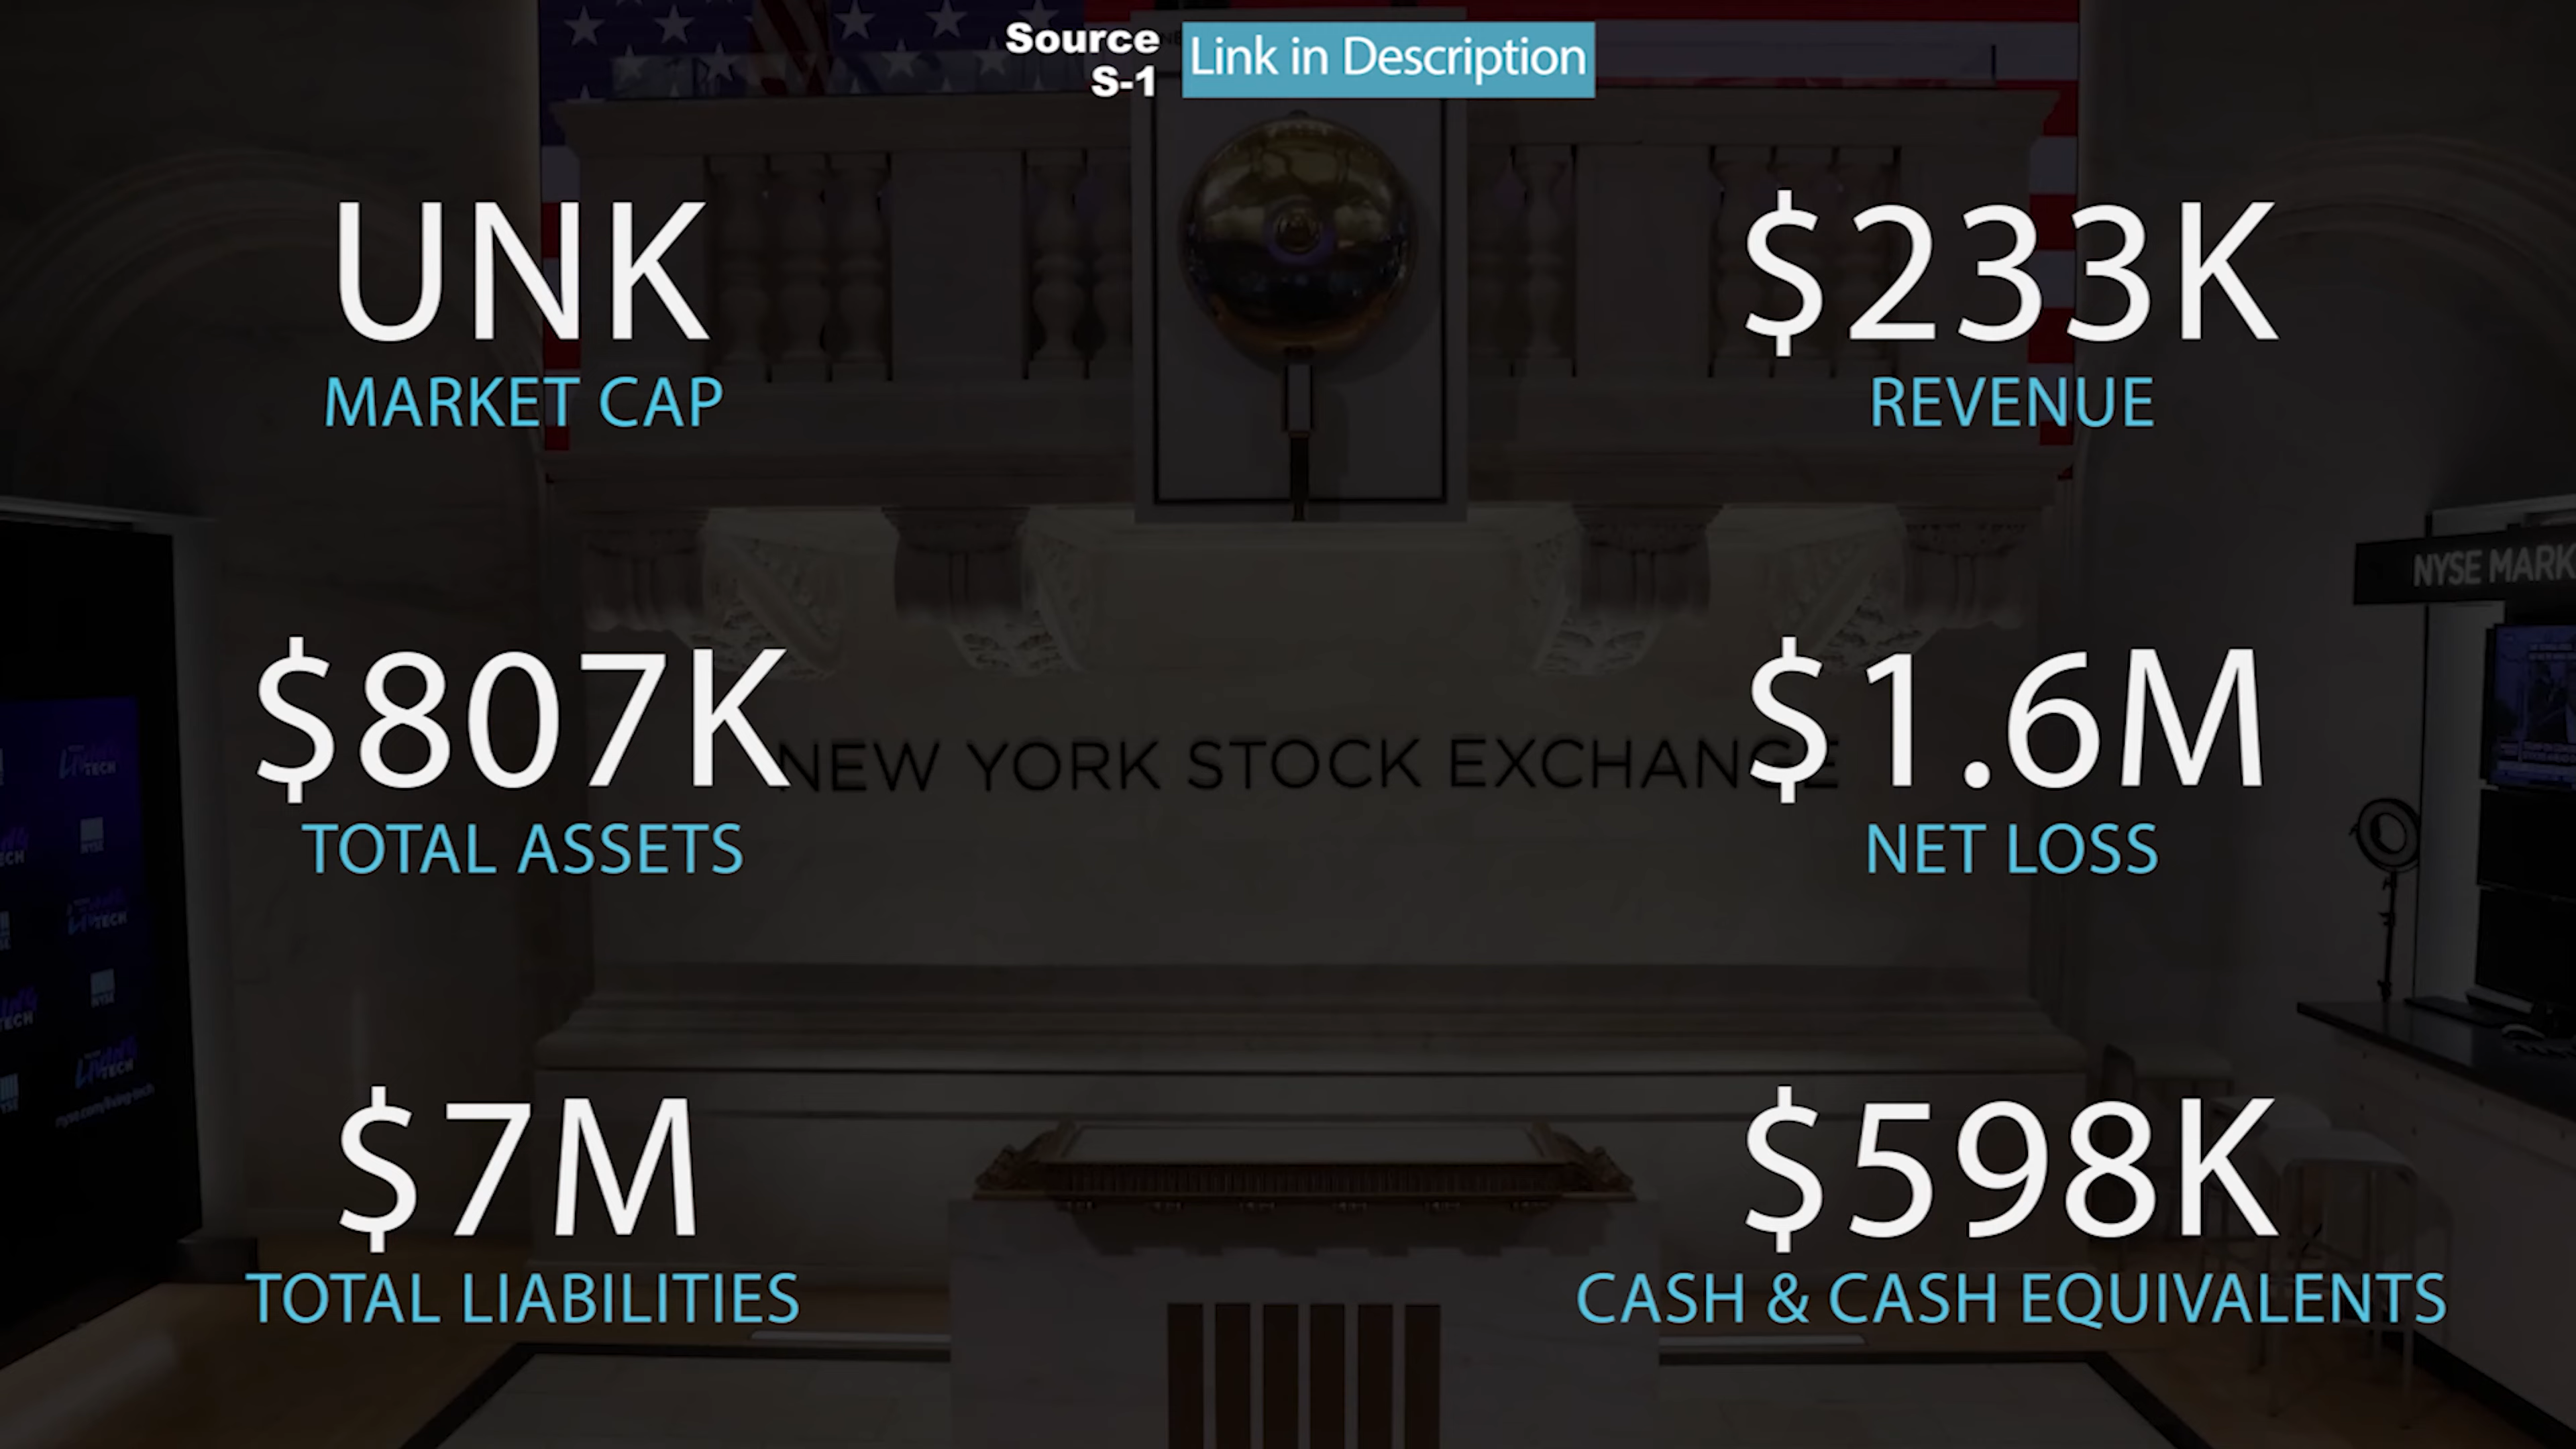 Source
S-1
Link in Description
UNK
MARKET CAP
$233K
REVENUE
NYSE MARK
$807K
TOTAL ASSETS
NEW YORK STOCK EXCHANGE
$1.6M
NET LOSS
$7M
TOTAL LIABILITIES
$598K
CASH & CASH EQUIVALENTS